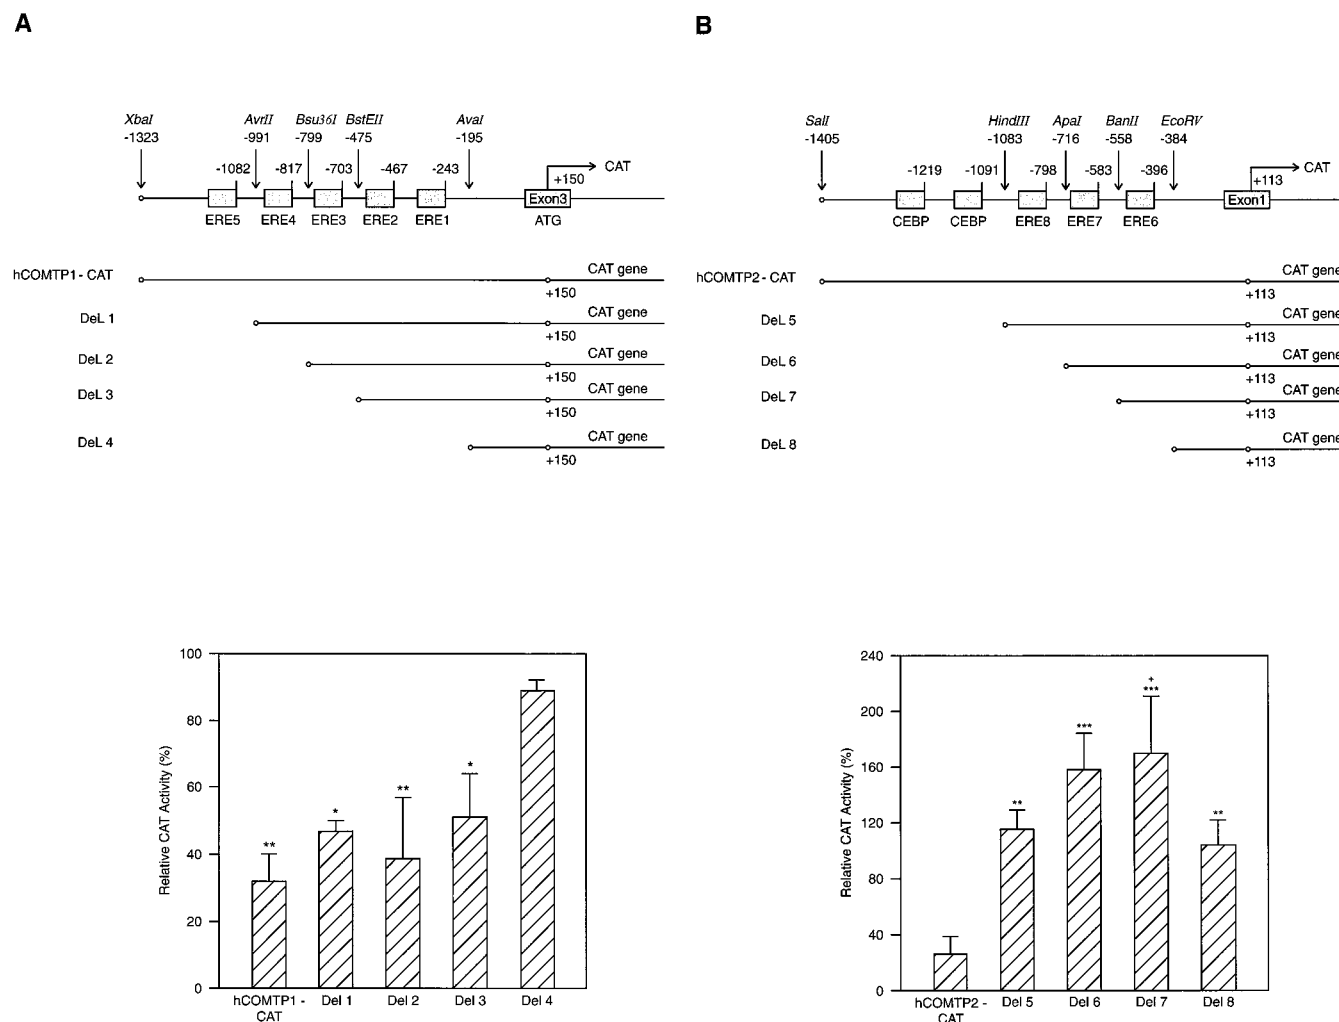 A
XbaI AvrII Bsu36I BstEII AvaI
-1323 -991 -799 -475 -195
-1082 -817 -703 -467 -243 +150 CAT
Exon3
ERE5 ERE4 ERE3 ERE2 ERE1 ATG
hCOMTP1 - CAT CAT gene
+150
DeL 1 CAT gene
+150
DeL 2 CAT gene
+150
DeL 3 CAT gene
+150
DeL 4 CAT gene
+150
100
80
60
40
20
0
Relative CAT Activity (%)
** * ** *
hCOMTP1 - CAT Del 1 Del 2 Del 3 Del 4
B
SalI HindIII ApaI BanII EcoRV
-1405 -1083 -716 -558 -384
-1219 -1091 -798 -583 -396 +113 CAT
Exon1
CEBP CEBP ERE8 ERE7 ERE6
hCOMTP2 - CAT CAT gene
+113
DeL 5 CAT gene
+113
DeL 6 CAT gene
+113
DeL 7 CAT gene
+113
DeL 8 CAT gene
+113
240
200
160
120
80
40
0
Relative CAT Activity (%)
+
** *** *** **
hCOMTP2 - CAT Del 5 Del 6 Del 7 Del 8